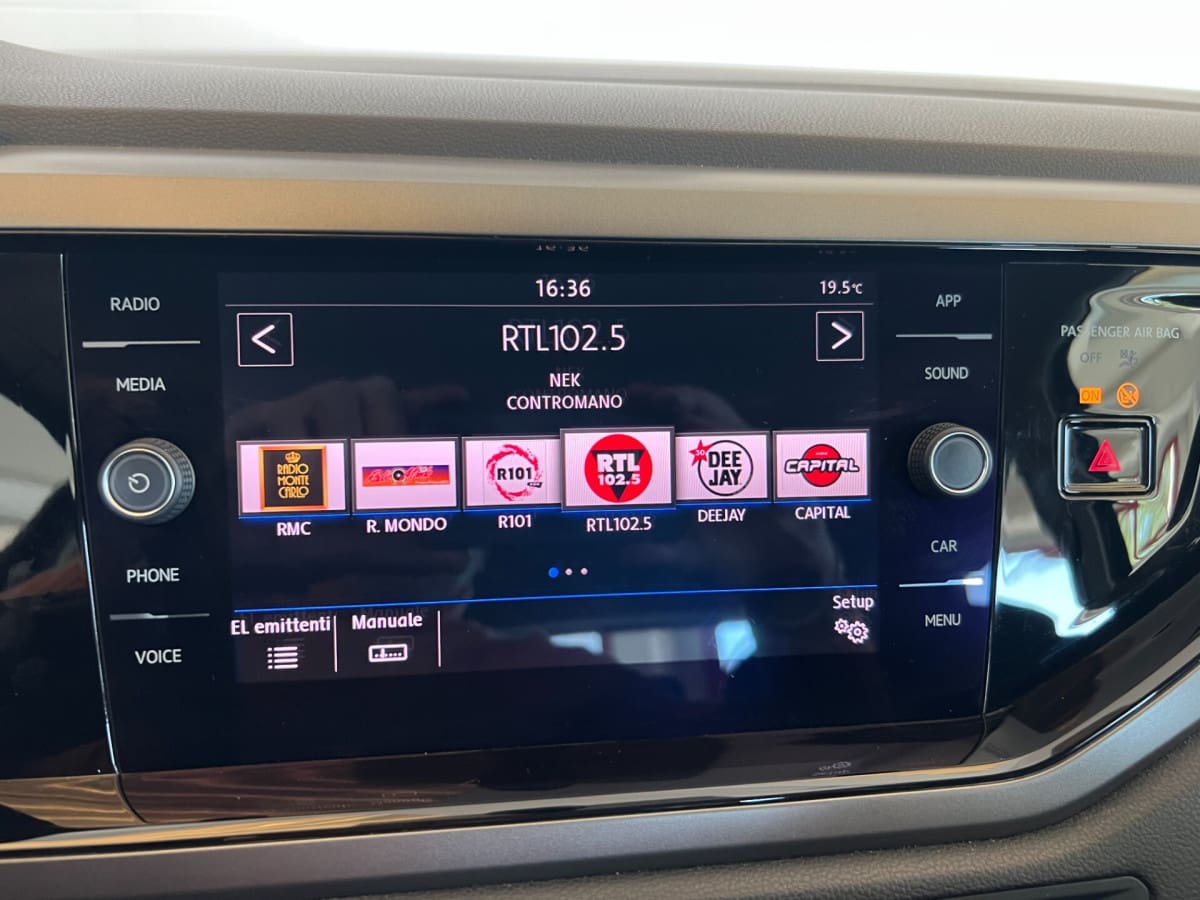 RADIO
MEDIA
PHONE
VOICE
16:36
19.5°C
RTL102.5
NEK
CONTROMANO
RADIO
MONTE
CARLO
R101
RTL
102.5
30
DEE
JAY
CAPITAL
RMC
R. MONDO
R101
RTL102.5
DEEJAY
CAPITAL
EL emittenti
Manuale
Setup
APP
SOUND
CAR
MENU
PASSENGER AIR BAG
OFF
ON